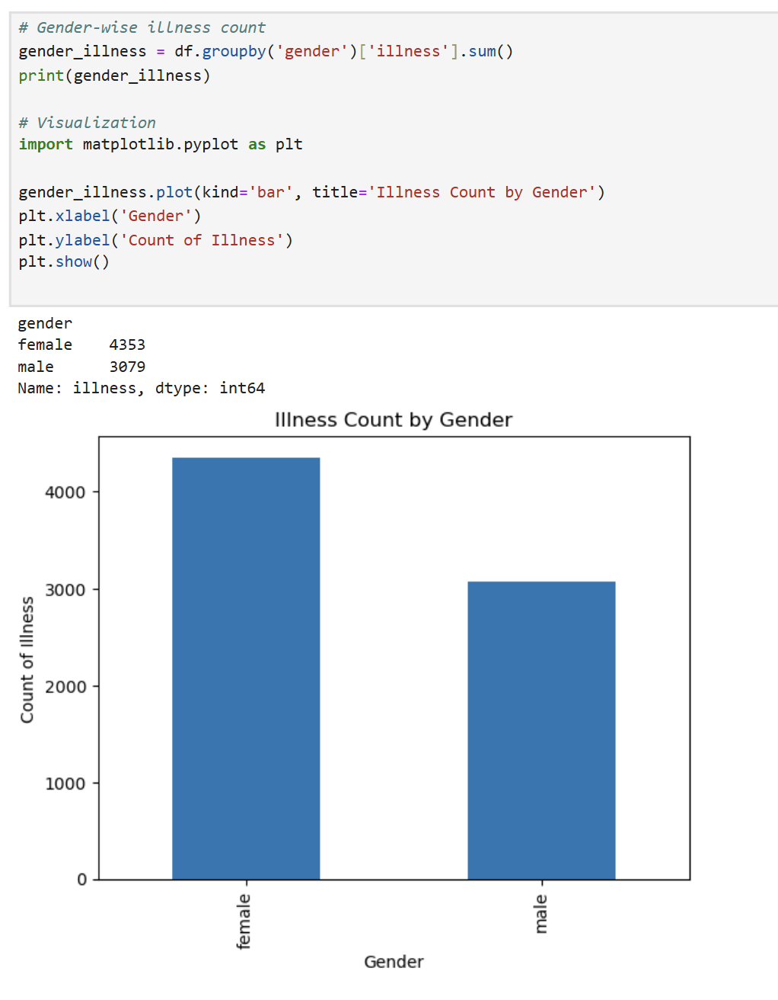 # Gender-wise illness count
gender_illness = df.groupby('gender')['illness'].sum()
print(gender_illness)
# Visualization
import matplotlib.pyplot as plt
gender_illness.plot(kind='bar', title='Illness Count by Gender')
plt.xlabel('Gender')
plt.ylabel('Count of Illness')
plt.show()
gender
female    4353
male      3079
Name: illness, dtype: int64
Illness Count by Gender
4000
3000
2000
1000
0
Count of Illness
female
male
Gender